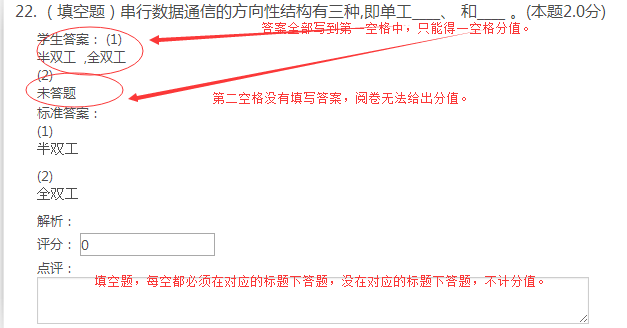 22.（填空题）串行数据通信的方向性结构有三种,即单工___、 和___ 。(本题2.0分)
答案全部写到第一空格中，只能得一空格分值。
学生答案： (1)
半双工 ,全双工
(2)
未答题
第二空格没有填写答案，阅卷无法给出分值。
标准答案：
(1)
半双工
(2)
全双工
解析：
评分： 0
点评：
填空题，每空都必须在对应的标题下答题，没在对应的标题下答题，不计分值。